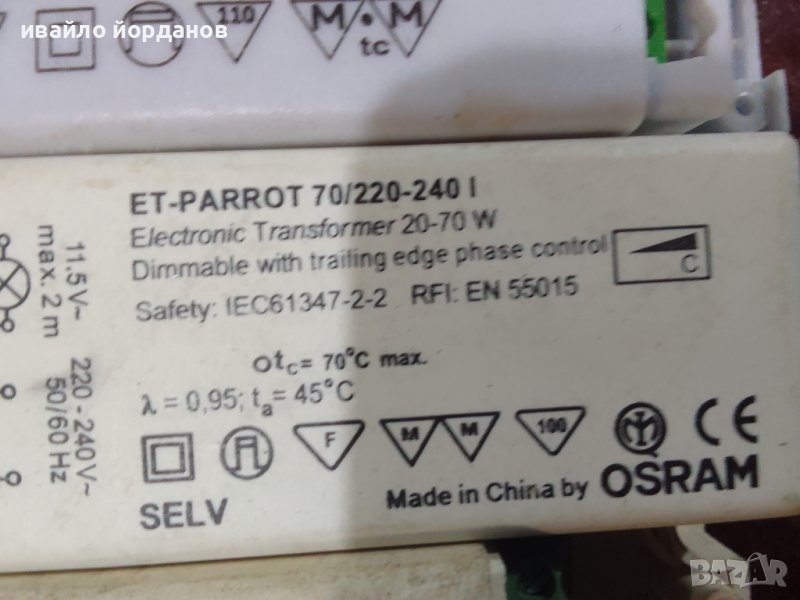 ивайло йорданов
110
M M
tc
ET-PARROT 70/220-240 I
Electronic Transformer 20-70 W
Dimmable with trailing edge phase control
C
Safety: IEC61347-2-2 RFI: EN 55015
tc= 70°C max.
λ = 0,95; ta= 45°C
F M M 100 CE
SELV
Made in China by OSRAM
11.5V~
max. 2 m
220 - 240V~
50/60 Hz
BAZAR